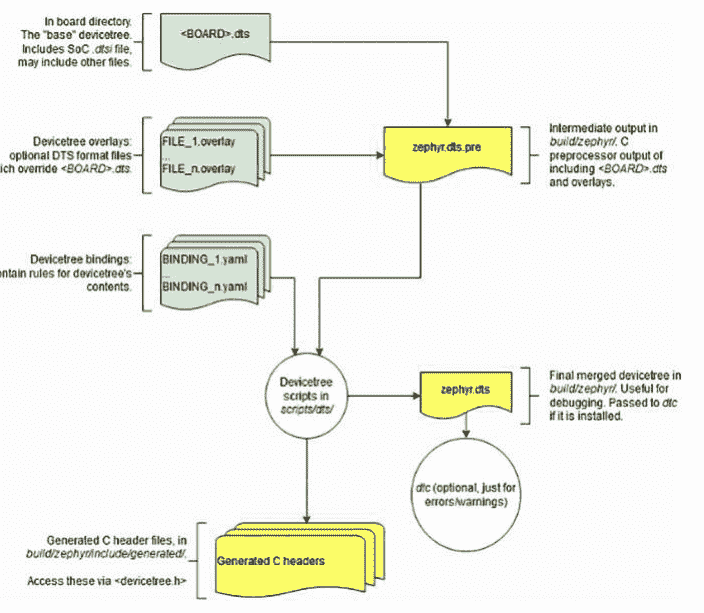 In board directory.
The "base" devicetree.
Includes SoC .dtsi file,
may include other files.
<BOARD>.dts
Devicetree overlays:
optional DTS format files
ich override <BOARD>.dts.
FILE_1.overlay
...
FILE_n.overlay
zephyr.dts.pre
Intermediate output in
build/zephyr/. C
preprocessor output of
including <BOARD>.dts
and overlays.
Devicetree bindings:
ontain rules for devicetree's
contents.
BINDING_1.yaml
...
BINDING_n.yaml
Devicetree
scripts in
scripts/dts/
zephyr.dts
Final merged devicetree in
build/zephyr/. Useful for
debugging. Passed to dtc
if it is installed.
dtc (optional, just for
errors/warnings)
Generated C header files, in
build/zephyr/include/generated/.
Access these via <devicetree.h>
Generated C headers